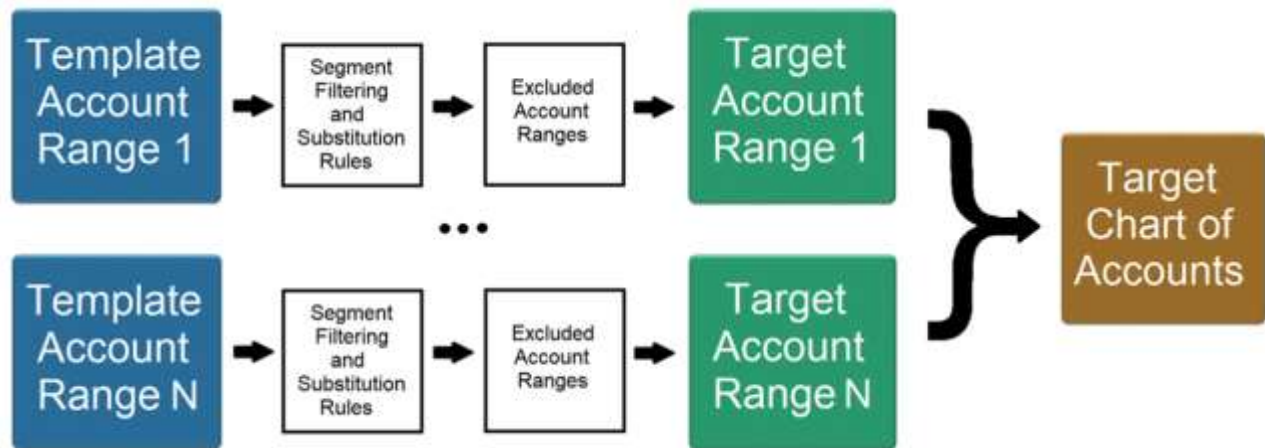 Template
Account
Range 1
Segment
Filtering
and
Substitution
Rules
Excluded
Account
Ranges
Target
Account
Range 1
...
Template
Account
Range N
Segment
Filtering
and
Substitution
Rules
Excluded
Account
Ranges
Target
Account
Range N
Target
Chart of
Accounts